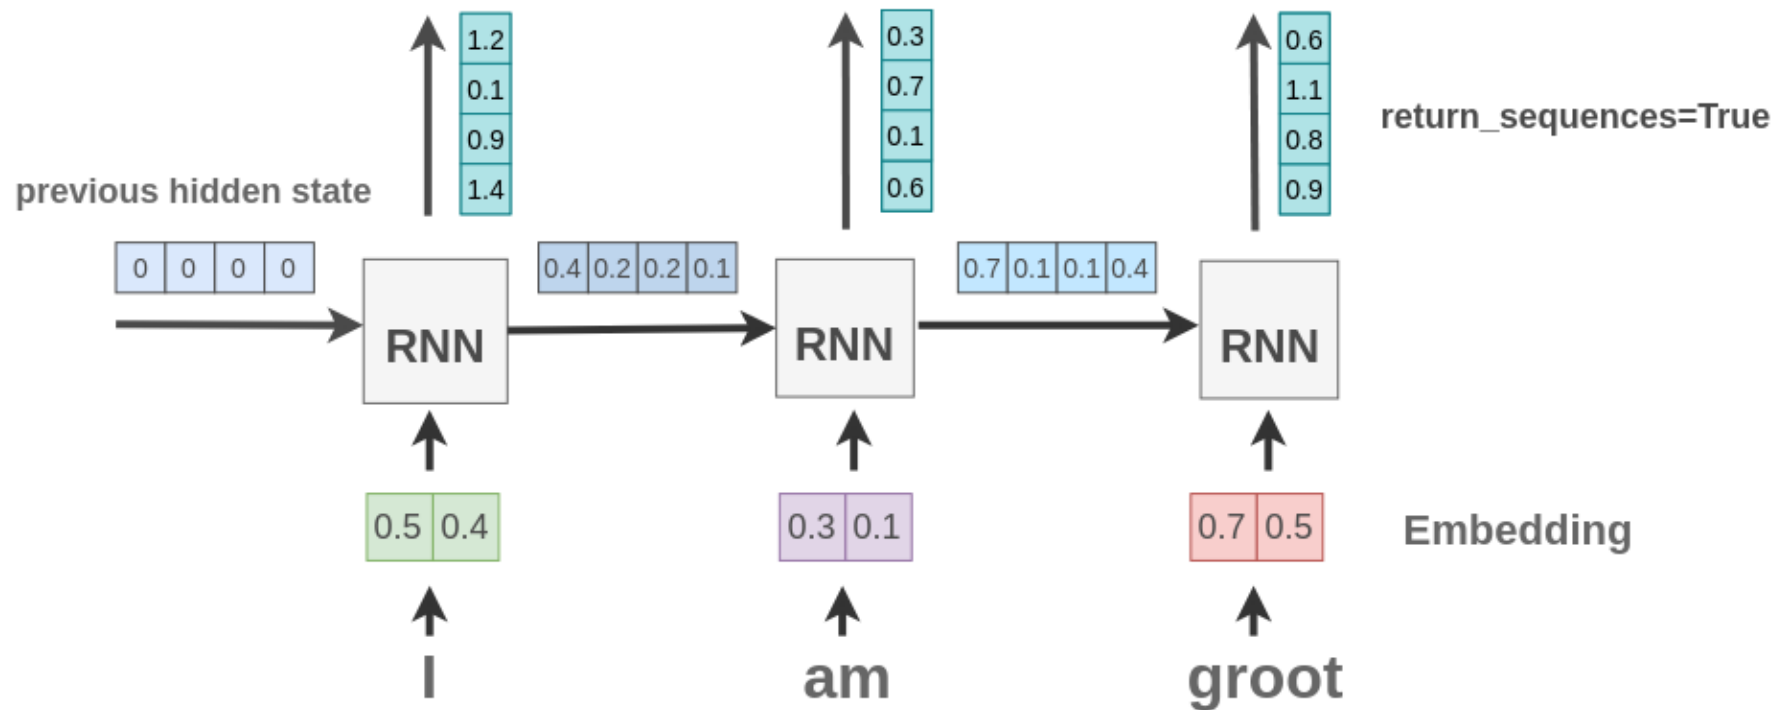 1.2 0.3 0.6
0.1 0.7 1.1
0.9 0.1 0.8
1.4 0.6 0.9
return_sequences=True
previous hidden state
0 0 0 0
0.4 0.2 0.2 0.1
0.7 0.1 0.1 0.4
RNN RNN RNN
0.5 0.4
0.3 0.1
0.7 0.5
Embedding
I am groot